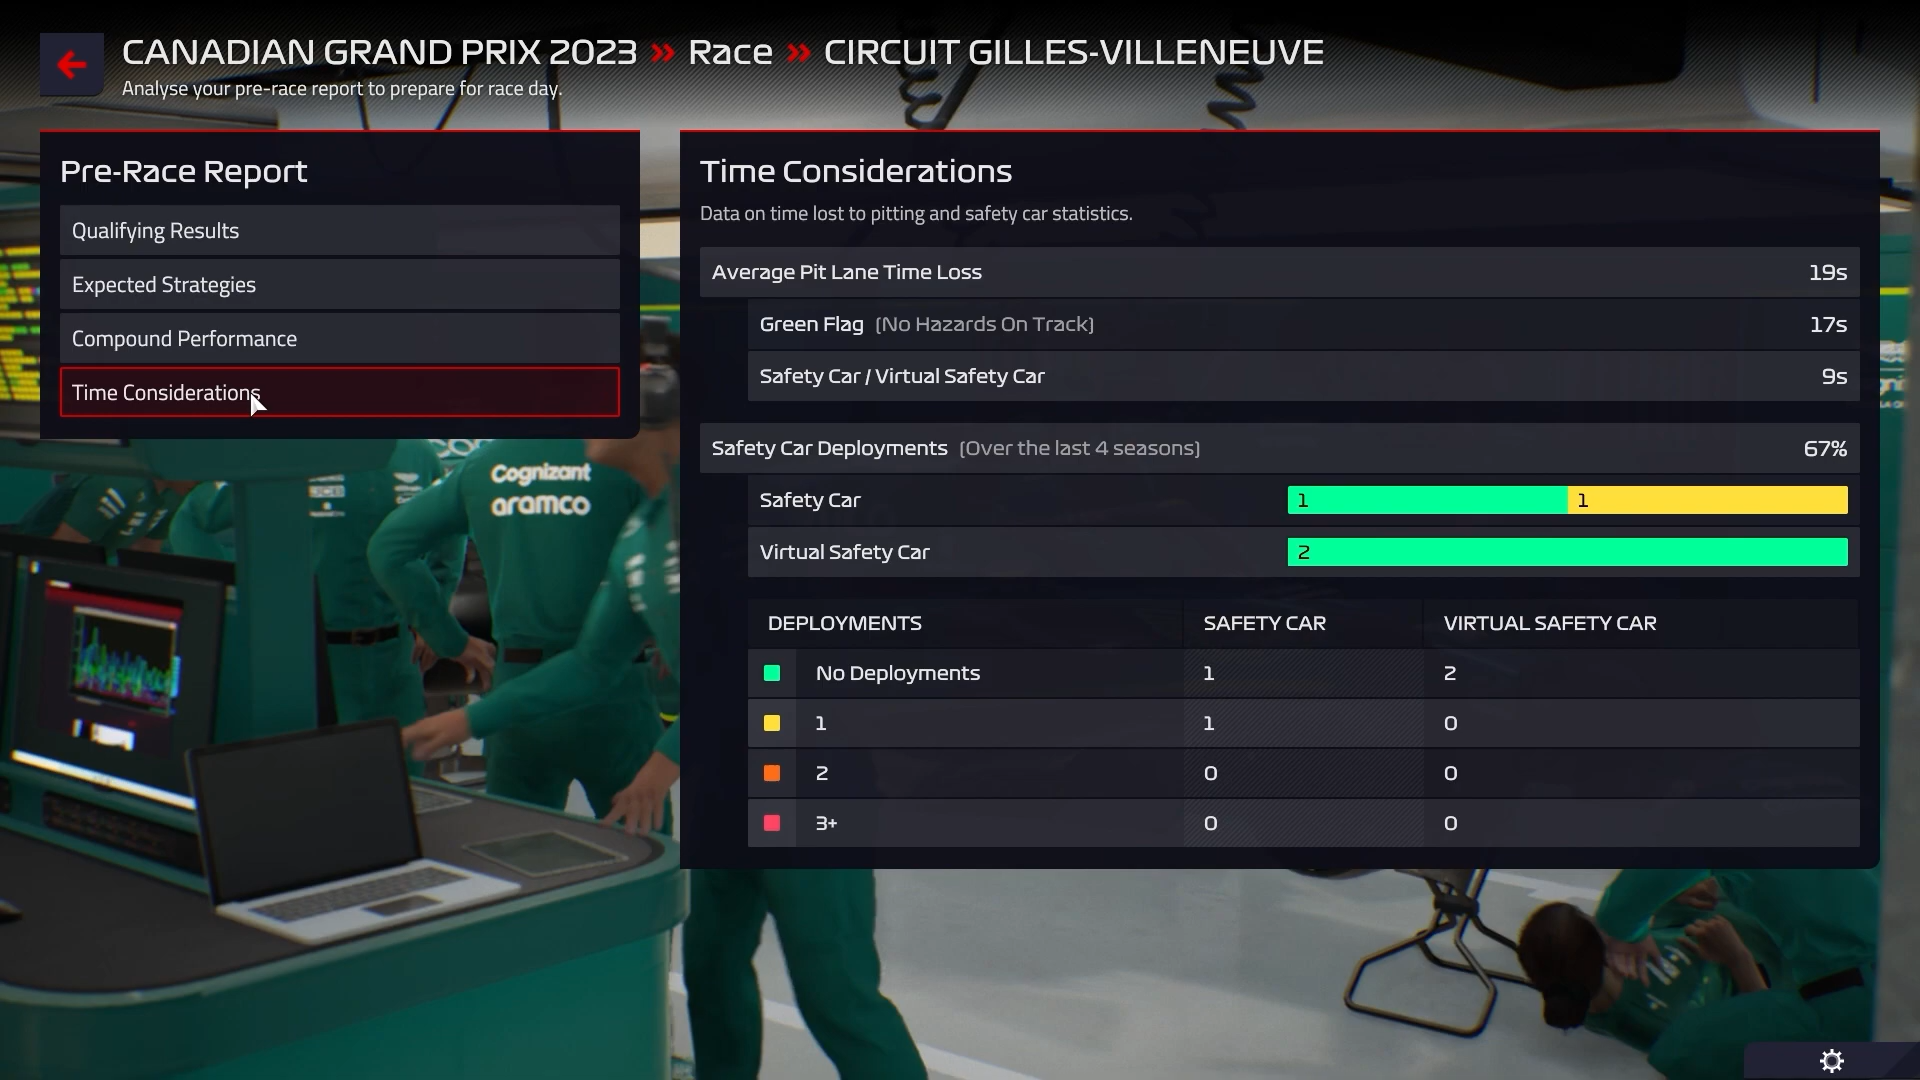 CANADIAN GRAND PRIX 2023 » Race » CIRCUIT GILLES-VILLENEUVE
Analyse your pre-race report to prepare for race day.
Pre-Race Report
Qualifying Results
Expected Strategies
Compound Performance
Time Considerations
Time Considerations
Data on time lost to pitting and safety car statistics.
Average Pit Lane Time Loss 19s
Green Flag (No Hazards On Track) 17s
Safety Car / Virtual Safety Car 9s
Safety Car Deployments (Over the last 4 seasons) 67%
Safety Car 1 1
Virtual Safety Car 2
DEPLOYMENTS SAFETY CAR VIRTUAL SAFETY CAR
No Deployments 1 2
1 1 0
2 0 0
3+ 0 0
Cognizant
aramco